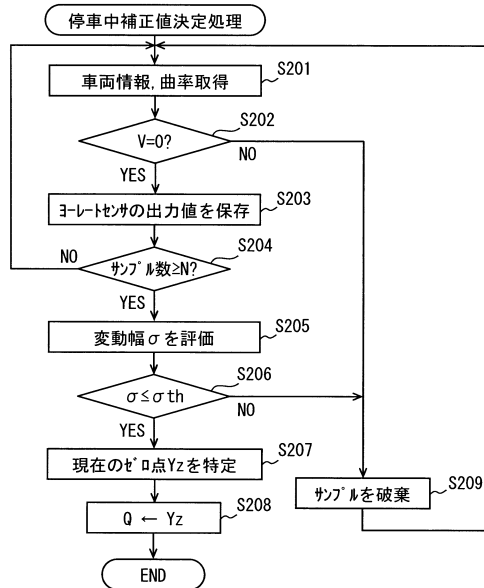 停車中補正値決定処理
車両情報,曲率取得
S201
V=0?
S202
NO
YES
ﾖｰﾚｰﾄｾﾝｻの出力値を保存
S203
ｻﾝﾌﾟﾙ数≥N?
S204
NO
YES
変動幅σを評価
S205
σ≤σth
S206
NO
YES
現在のｾﾞﾛ点Yzを特定
S207
Q ← Yz
S208
ｻﾝﾌﾟﾙを破棄
S209
END